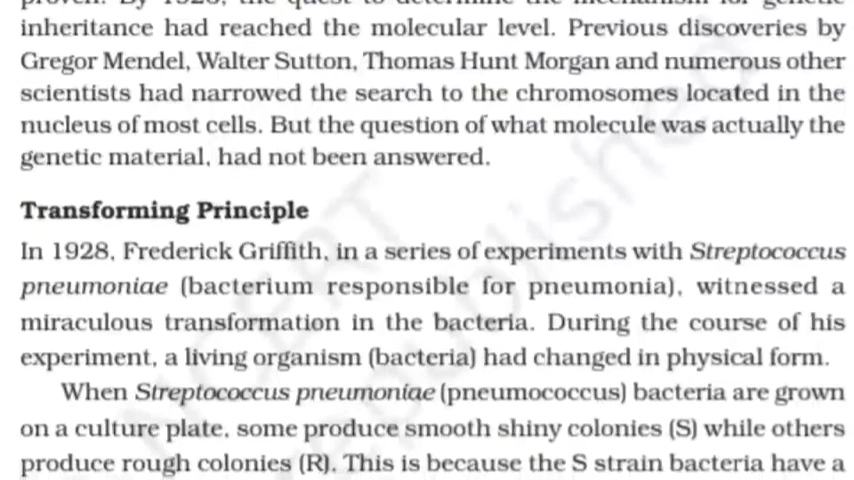 inheritance had reached the molecular level. Previous discoveries by
Gregor Mendel, Walter Sutton, Thomas Hunt Morgan and numerous other
scientists had narrowed the search to the chromosomes located in the
nucleus of most cells. But the question of what molecule was actually the
genetic material, had not been answered.
Transforming Principle
In 1928, Frederick Griffith, in a series of experiments with Streptococcus
pneumoniae (bacterium responsible for pneumonia), witnessed a
miraculous transformation in the bacteria. During the course of his
experiment, a living organism (bacteria) had changed in physical form.
When Streptococcus pneumoniae (pneumococcus) bacteria are grown
on a culture plate, some produce smooth shiny colonies (S) while others
produce rough colonies (R). This is because the S strain bacteria have a